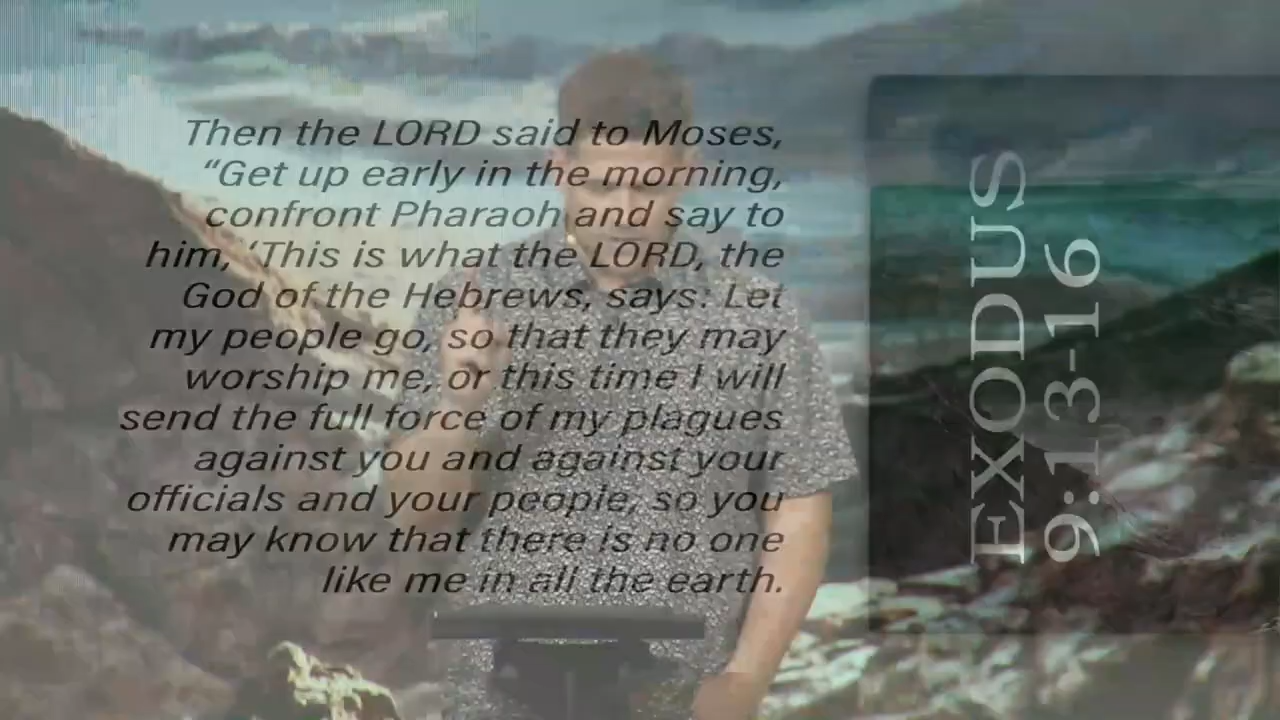 Then the LORD said to Moses,
“Get up early in the morning,
confront Pharaoh and say to
him, ‘This is what the LORD, the
God of the Hebrews, says: Let
my people go, so that they may
worship me, or this time I will
send the full force of my plagues
against you and against your
officials and your people, so you
may know that there is no one
like me in all the earth.
EXODUS
9:13-16